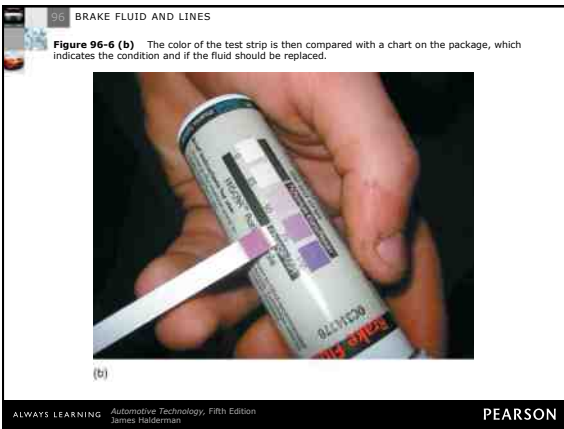 96 BRAKE FLUID AND LINES
Figure 96-6 (b) The color of the test strip is then compared with a chart on the package, which
indicates the condition and if the fluid should be replaced.
Brake
(b)
ALWAYS LEARNING
Automotive Technology, Fifth Edition
James Halderman
PEARSON